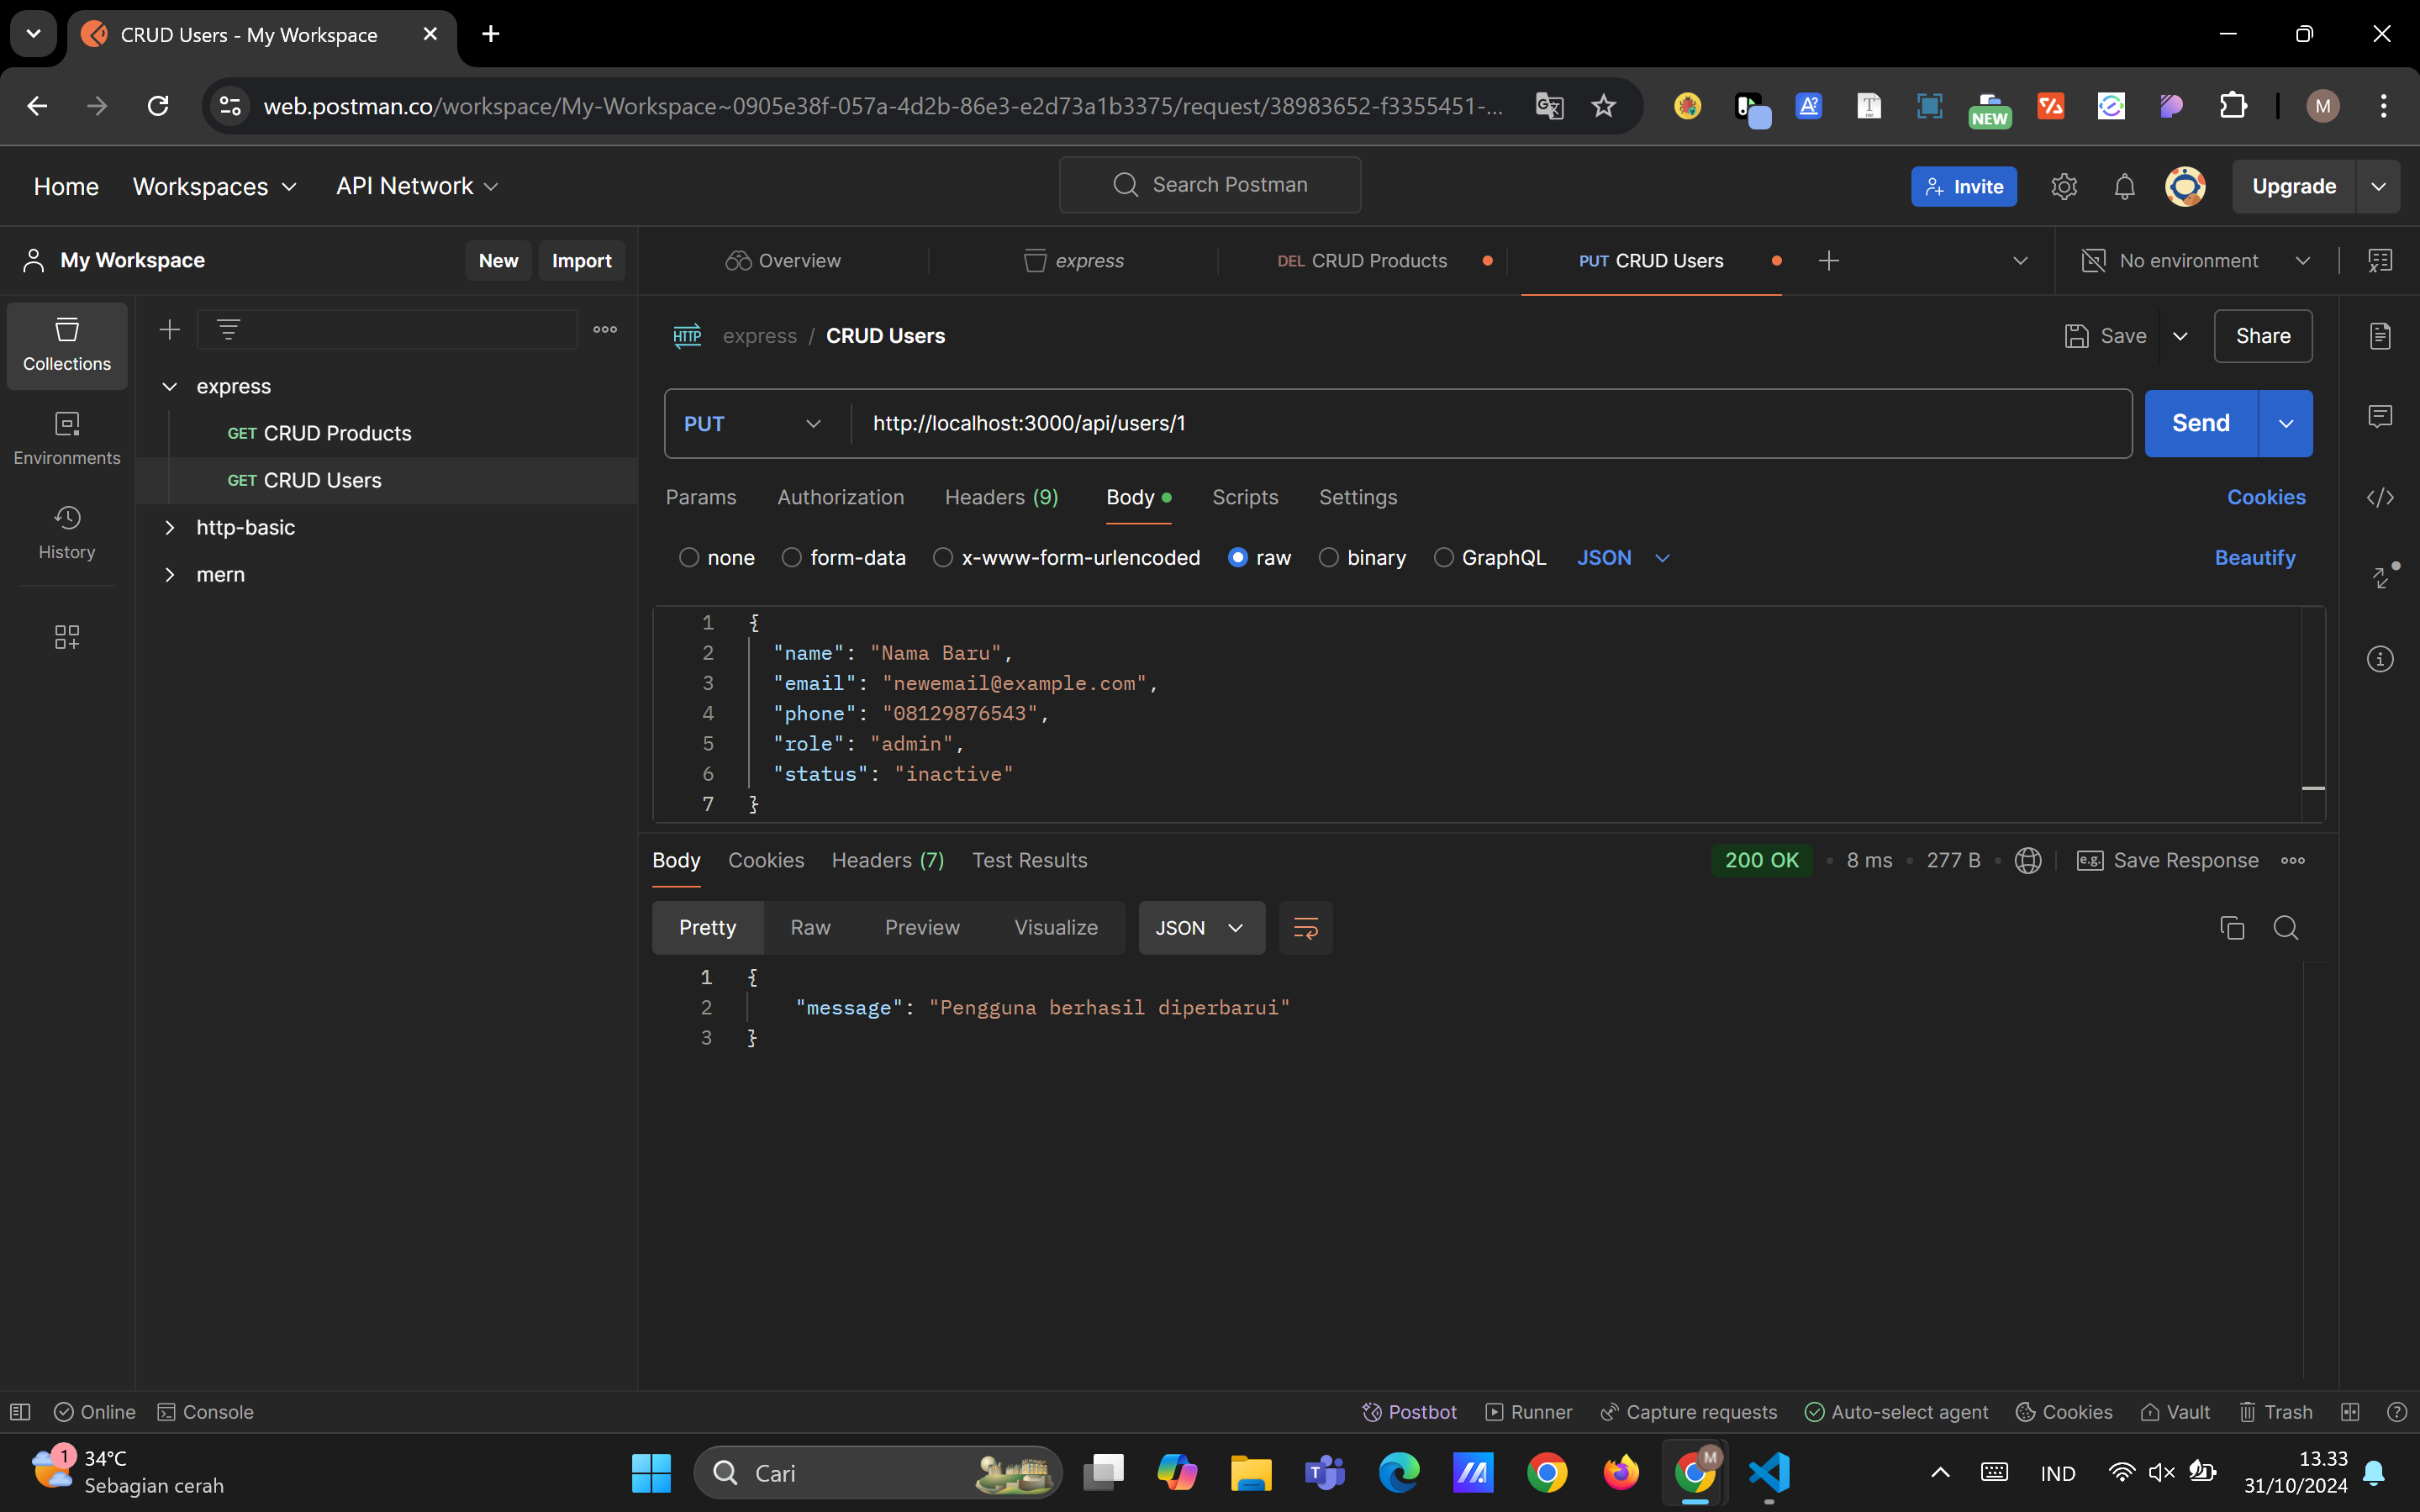 CRUD Users - My Workspace
web.postman.co/workspace/My-Workspace~0905e38f-057a-4d2b-86e3-e2d73a1b3375/request/38983652-f3355451-...
NEW
M
Home
Workspaces
API Network
Search Postman
Invite
Upgrade
My Workspace
New
Import
Overview
express
DEL CRUD Products
PUT CRUD Users
No environment
Collections
Environments
History
express
GET CRUD Products
GET CRUD Users
http-basic
mern
HTTP express / CRUD Users
Save
Share
PUT
http://localhost:3000/api/users/1
Send
Params
Authorization
Headers (9)
Body
Scripts
Settings
Cookies
none
form-data
x-www-form-urlencoded
raw
binary
GraphQL
JSON
Beautify
1 {
2 "name": "Nama Baru",
3 "email": "newemail@example.com",
4 "phone": "08129876543",
5 "role": "admin",
6 "status": "inactive"
7 }
Body
Cookies
Headers (7)
Test Results
200 OK
8 ms
277 B
e.g. Save Response
Pretty
Raw
Preview
Visualize
JSON
1 {
2 "message": "Pengguna berhasil diperbarui"
3 }
Online
Console
Postbot
Runner
Capture requests
Auto-select agent
Cookies
Vault
Trash
1
34°C
Sebagian cerah
Cari
M
IND
13.33
31/10/2024